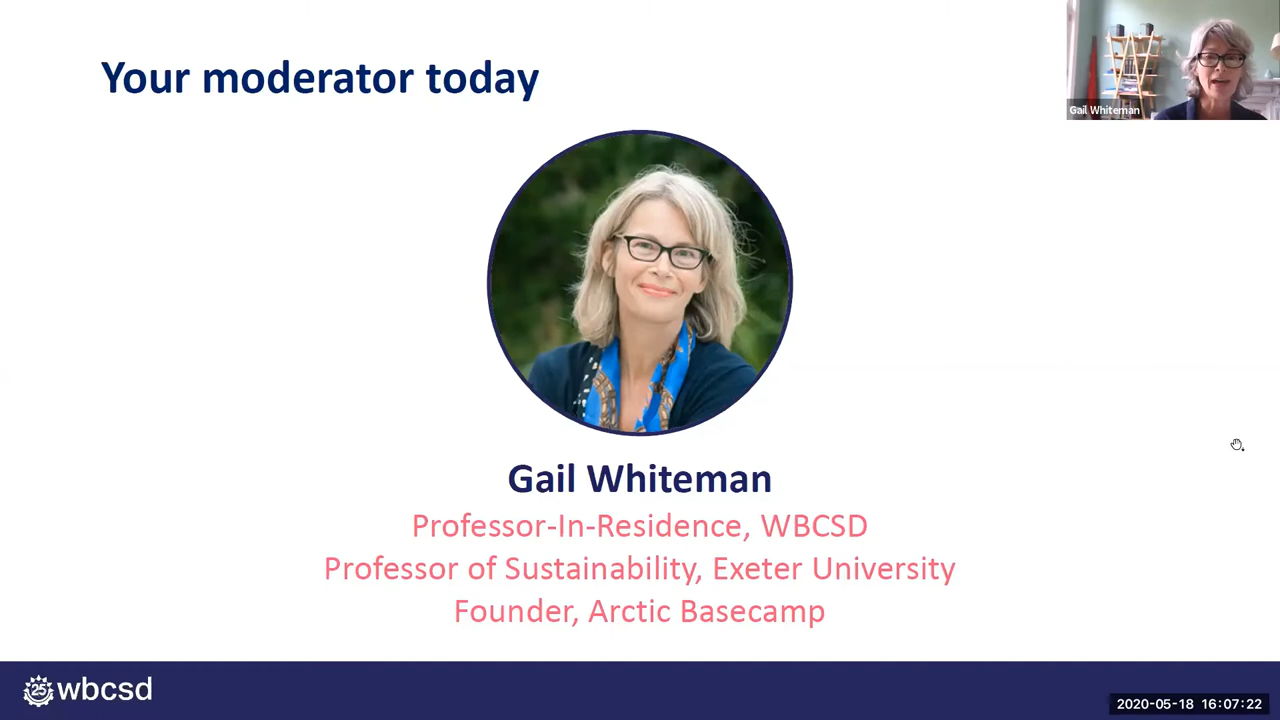 Your moderator today
Gail Whiteman
Gail Whiteman
Professor-In-Residence, WBCSD
Professor of Sustainability, Exeter University
Founder, Arctic Basecamp
25 wbcsd
2020-05-18 16:07:22